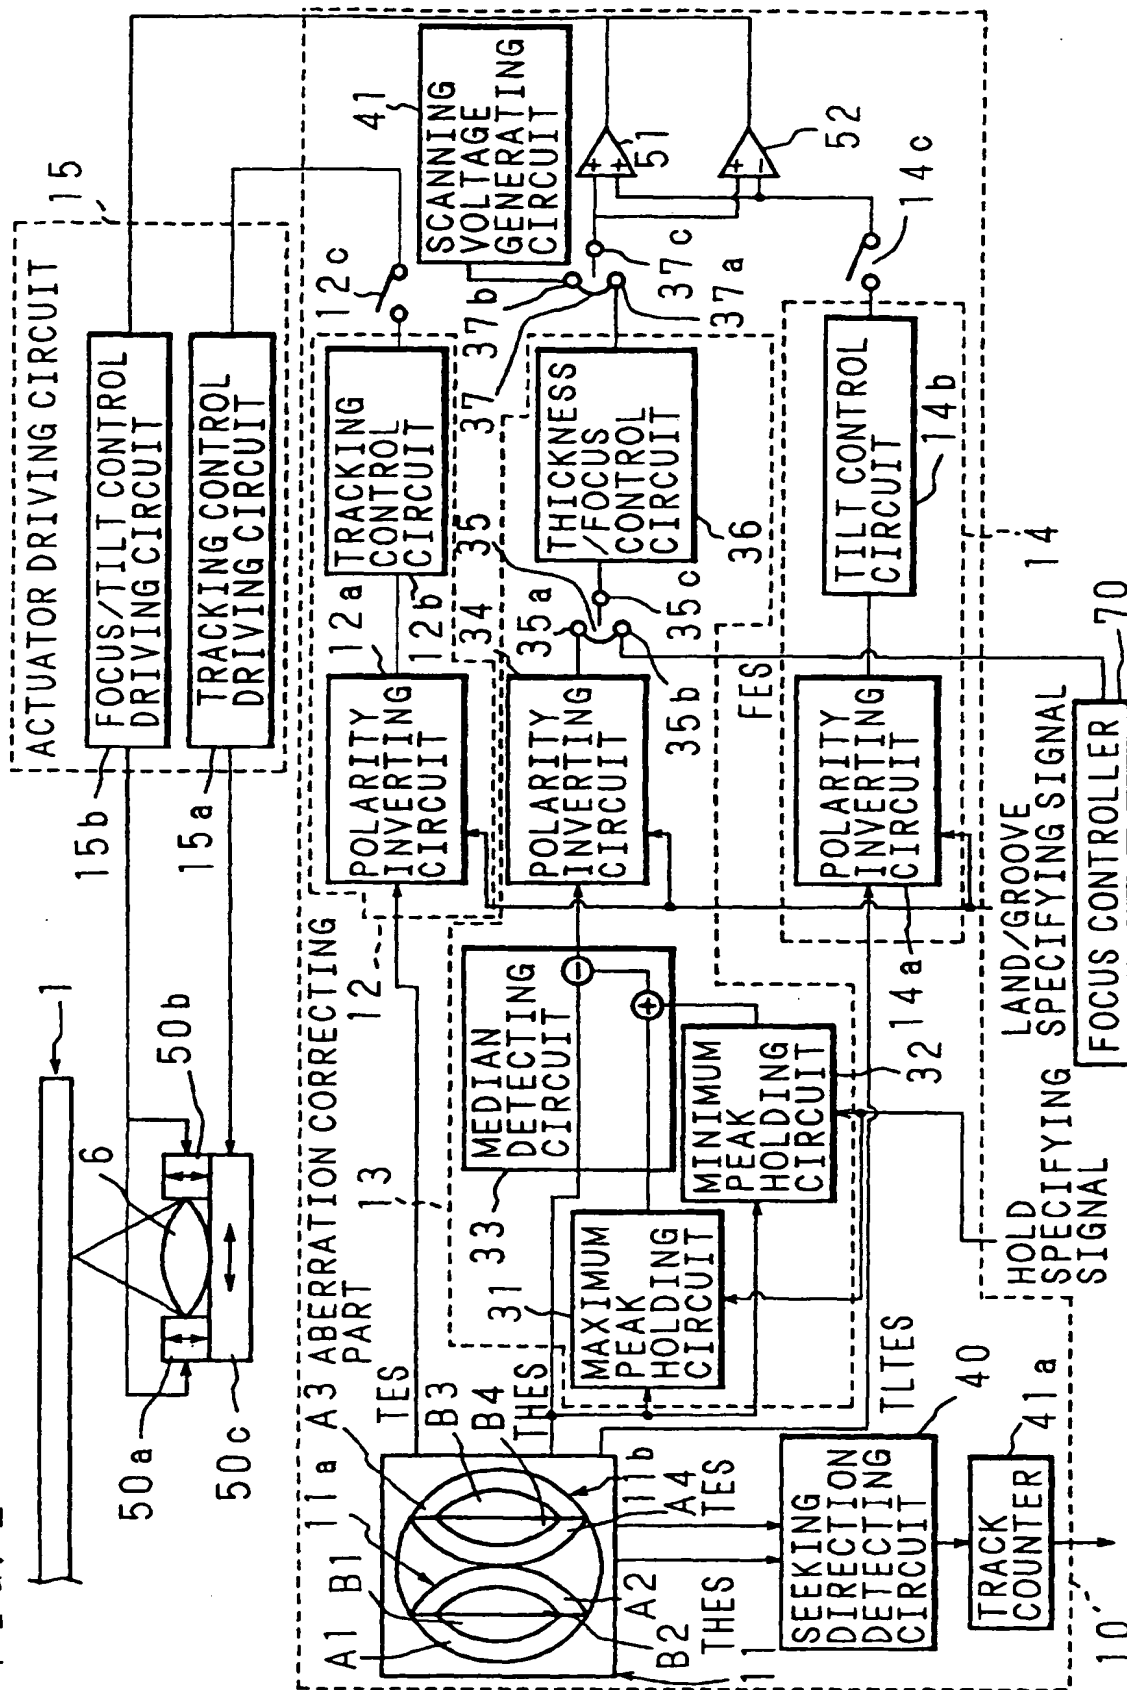 ACTUATOR DRIVING CIRCUIT
15
FOCUS/TILT CONTROL
DRIVING CIRCUIT
TRACKING CONTROL
DRIVING CIRCUIT
15b
15a
1
6
50b
50a
50c
ABERRATION CORRECTING
PART
12
13
POLARITY
INVERTING
CIRCUIT
12a
TRACKING
CONTROL
CIRCUIT
12b
12c
SCANNING
VOLTAGE
GENERATING
CIRCUIT
41
MEDIAN
DETECTING
CIRCUIT
33
POLARITY
INVERTING
CIRCUIT
34
35
35a
35b
35c
THICKNESS
/FOCUS
CONTROL
CIRCUIT
36
37
37b
37a
37c
+
+
51
+
−
52
−
+
MAXIMUM
PEAK
HOLDING
CIRCUIT
31
MINIMUM
PEAK
HOLDING
CIRCUIT
32
FES
POLARITY
INVERTING
CIRCUIT
14a
TILT CONTROL
CIRCUIT
14b
14c
14
TES
THES
TLTES
A3
11a
B3
B4
A1
B1
11b
A4
A2
B2
11
THES
TES
SEEKING
DIRECTION
DETECTING
CIRCUIT
40
TRACK
COUNTER
41a
10
HOLD
SPECIFYING
SIGNAL
LAND/GROOVE
SPECIFYING SIGNAL
FOCUS CONTROLLER
70